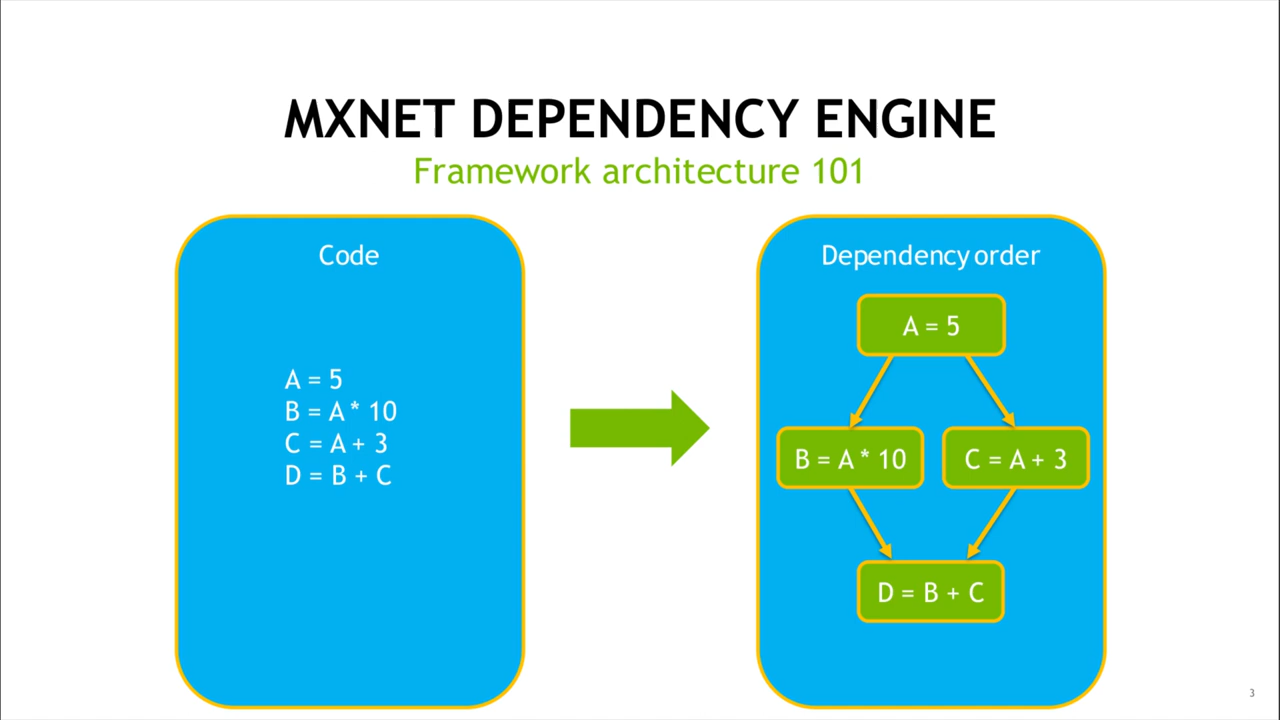 MXNET DEPENDENCY ENGINE
Framework architecture 101
Code
A = 5
B = A * 10
C = A + 3
D = B + C
Dependency order
A = 5
B = A * 10
C = A + 3
D = B + C
3